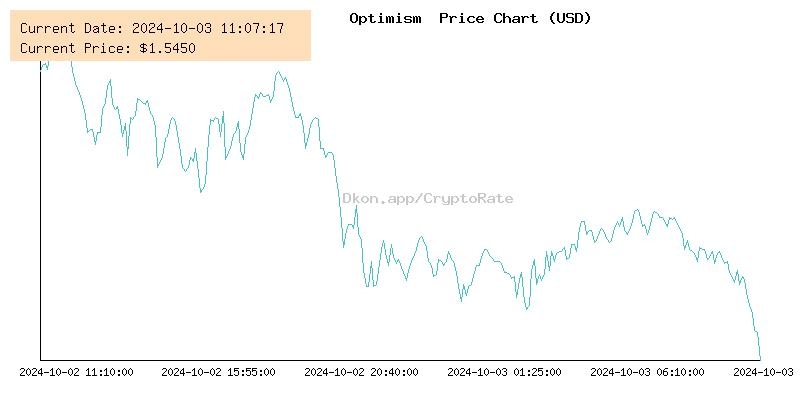 Optimism  Price Chart (USD)
Current Date: 2024-10-03 11:07:17
Current Price: $1.5450
Dkon.app/CryptoRate
2024-10-02 11:10:00 2024-10-02 15:55:00 2024-10-02 20:40:00 2024-10-03 01:25:00 2024-10-03 06:10:00 2024-10-03